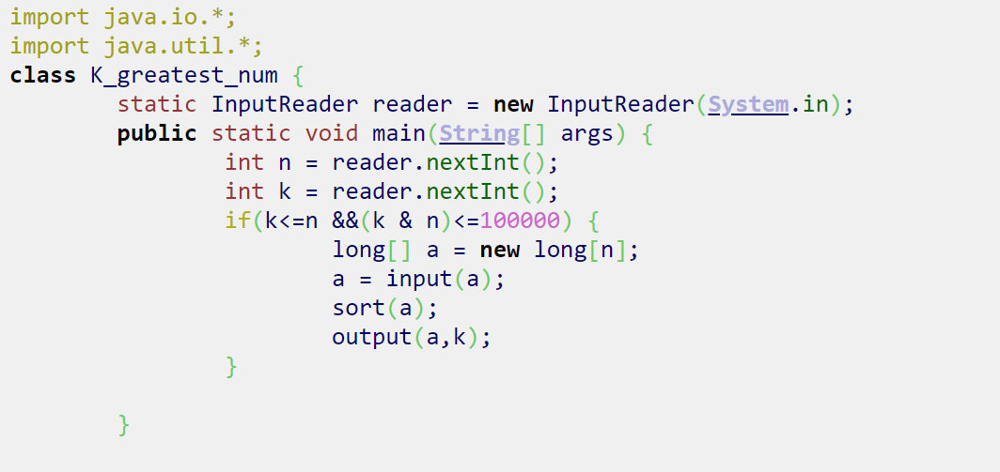 import java.io.*;
import java.util.*;
class K_greatest_num {
static InputReader reader = new InputReader(System.in);
public static void main(String[] args) {
int n = reader.nextInt();
int k = reader.nextInt();
if(k<=n &&(k & n)<=100000) {
long[] a = new long[n];
a = input(a);
sort(a);
output(a,k);
}
}